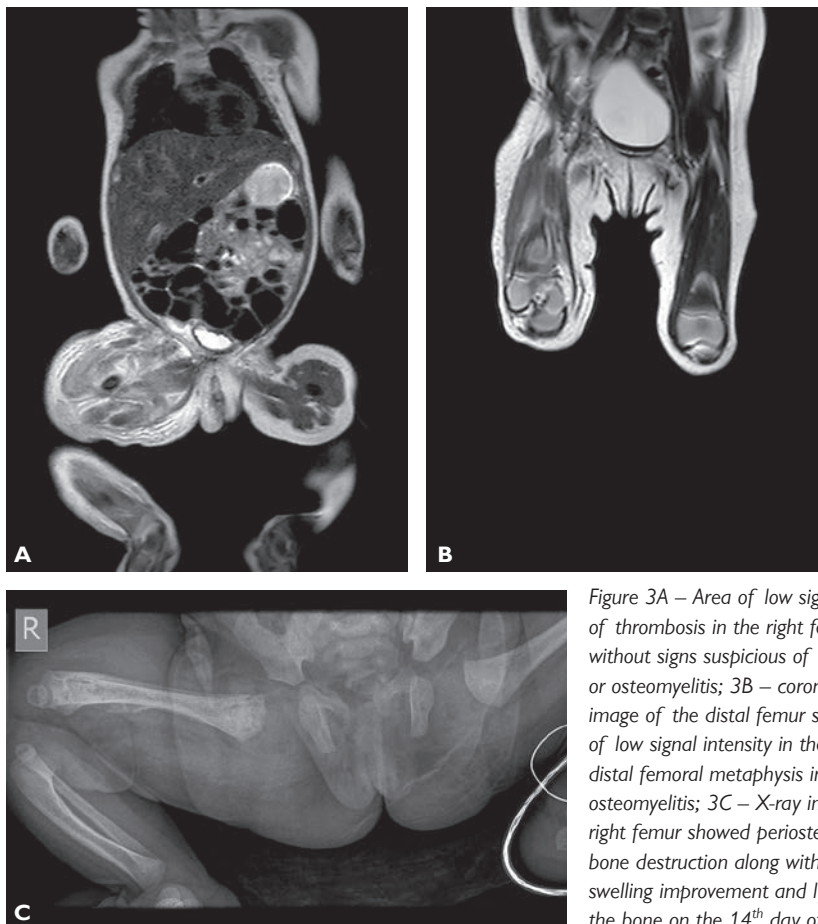 A
B
R
C
Figure 3A – Area of low sig
of thrombosis in the right f
without signs suspicious of
or osteomyelitis; 3B – coron
image of the distal femur s
of low signal intensity in the
distal femoral metaphysis in
osteomyelitis; 3C – X-ray in
right femur showed perioste
bone destruction along with
swelling improvement and l
the bone on the 14th day of